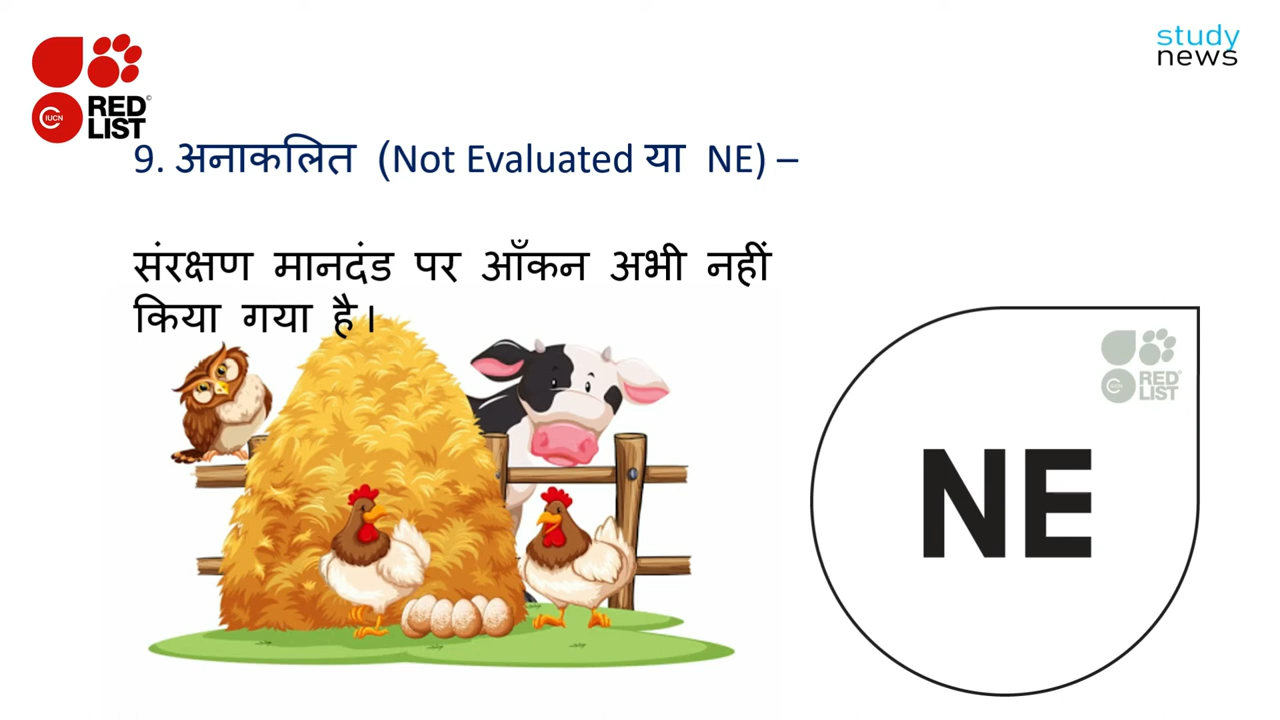 study
news
IUCN
RED
LIST
9. अनाकलित (Not Evaluated या NE) –
संरक्षण मानदंड पर आँकन अभी नहीं
किया गया है।
IUCN
RED
LIST
NE